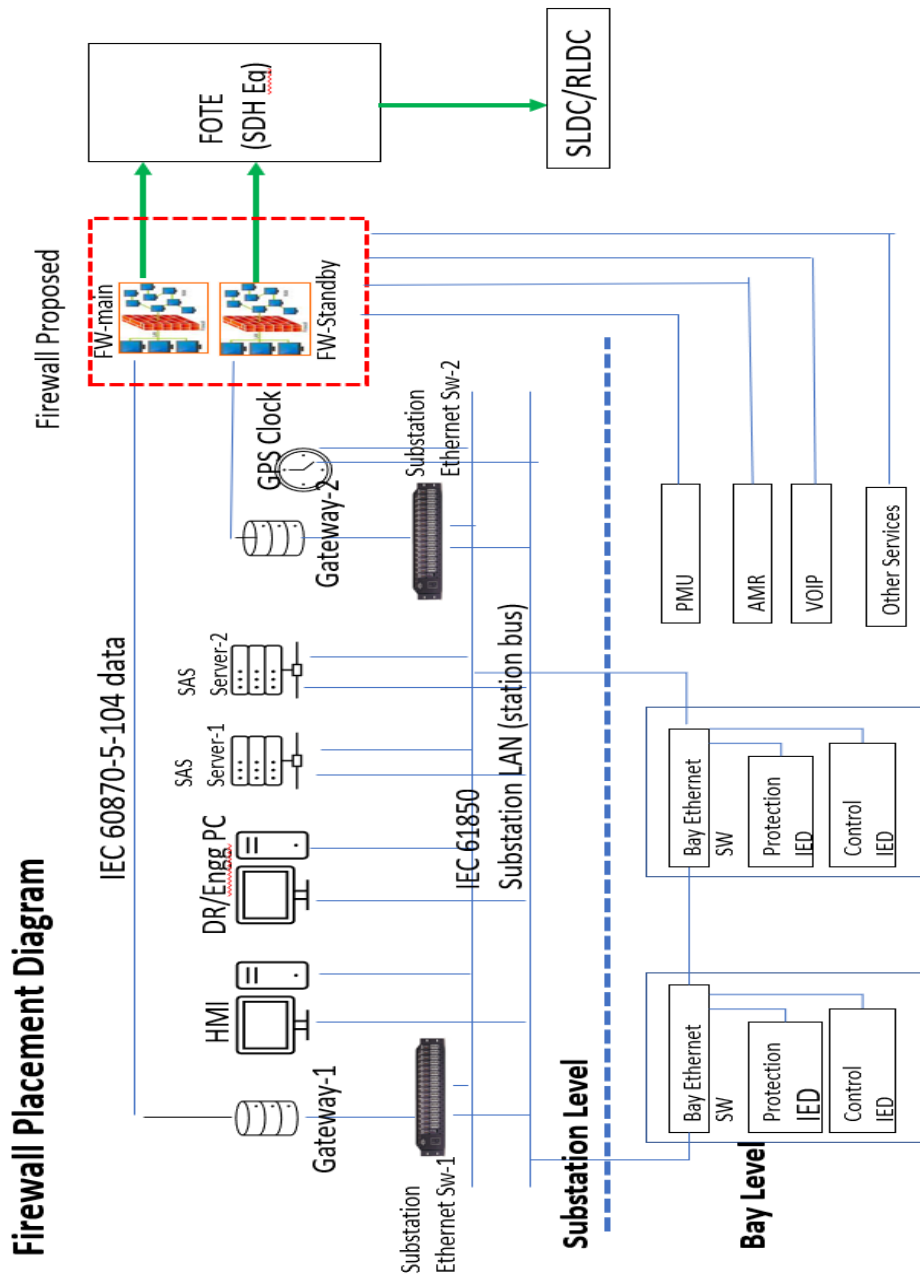 Firewall Placement Diagram
Firewall Proposed
IEC 60870-5-104 data
FW-main
FW-Standby
FOTE
(SDH Eq)
SLDC/RLDC
Gateway-1
HMI
DR/Engg PC
SAS
Server-1
SAS
Server-2
Gateway-2
GPS Clock
Substation
Ethernet Sw-1
Substation
Ethernet Sw-2
IEC 61850
Substation LAN (station bus)
Substation Level
Bay Level
Bay Ethernet
SW
Protection
IED
Control
IED
Bay Ethernet
SW
Protection
IED
Control
IED
PMU
AMR
VOIP
Other Services